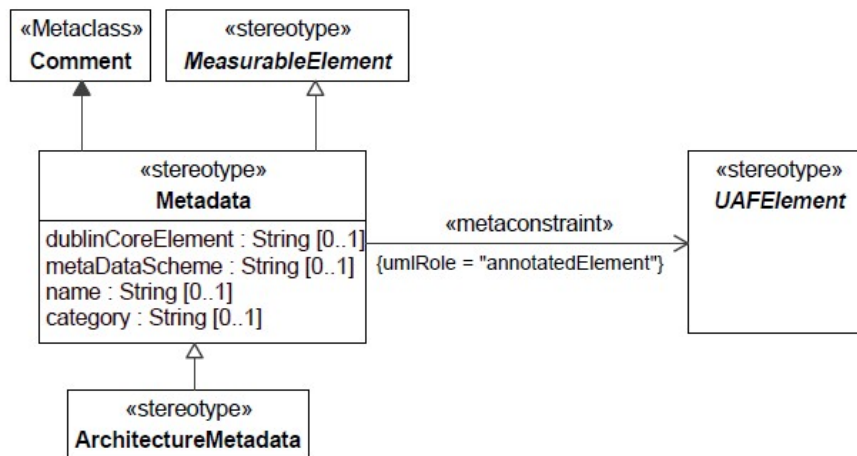 «Metaclass»
Comment
«stereotype»
MeasurableElement
«stereotype»
Metadata
dublinCoreElement : String [0..1]
metaDataScheme : String [0..1]
name : String [0..1]
category : String [0..1]
«metaconstraint»
{umlRole = "annotatedElement"}
«stereotype»
UAFElement
«stereotype»
ArchitectureMetadata